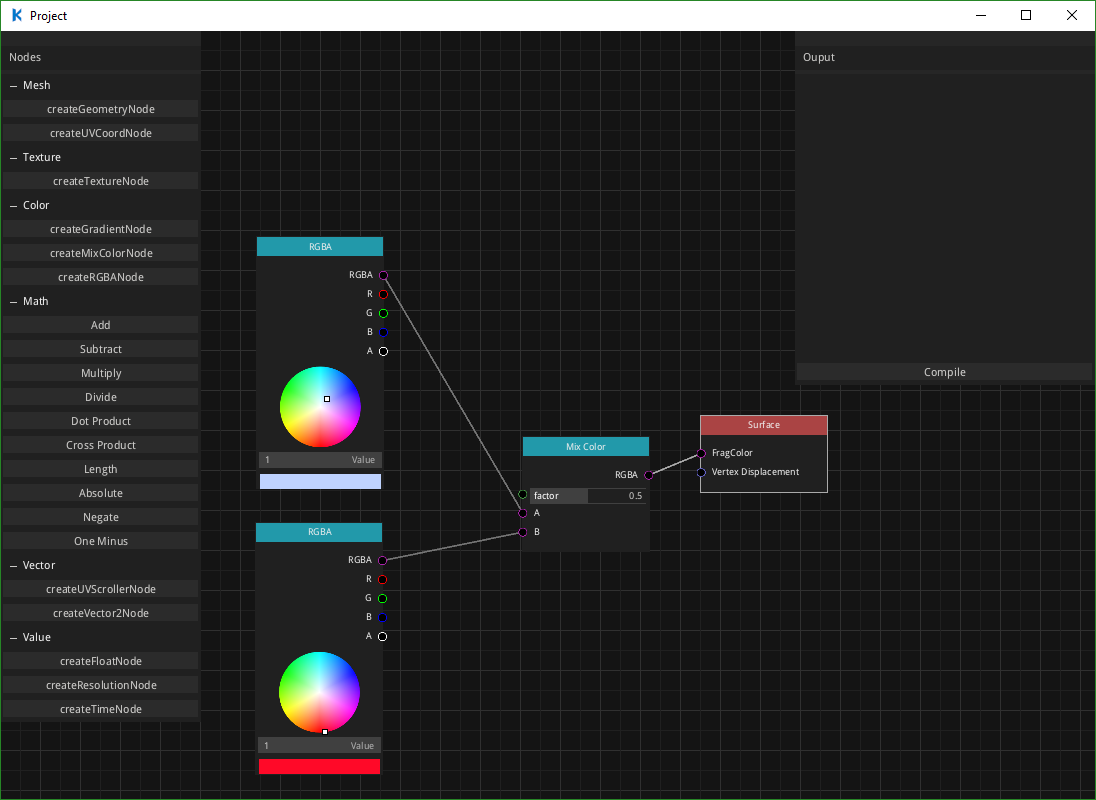 Project
Nodes
Mesh
createGeometryNode
createUVCoordNode
Texture
createTextureNode
Color
createGradientNode
createMixColorNode
createRGBANode
Math
Add
Subtract
Multiply
Divide
Dot Product
Cross Product
Length
Absolute
Negate
One Minus
Vector
createUVScrollerNode
createVector2Node
Value
createFloatNode
createResolutionNode
createTimeNode
RGBA
RGBA
R
G
B
A
1 Value
RGBA
RGBA
R
G
B
A
1 Value
Mix Color
RGBA
factor 0.5
A
B
Surface
FragColor
Vertex Displacement
Ouput
Compile